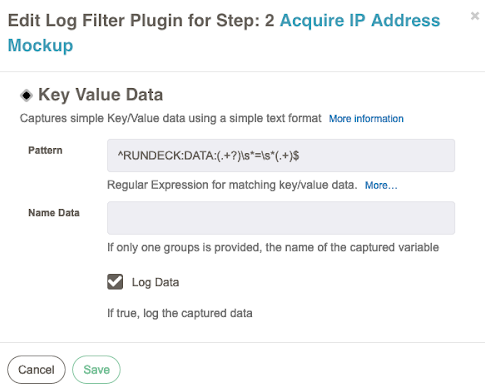 Edit Log Filter Plugin for Step: 2 Acquire IP Address
Mockup
×
Key Value Data
Captures simple Key/Value data using a simple text format More information
Pattern
^RUNDECK:DATA:(.+?)\s*=\s*(.+)$
Regular Expression for matching key/value data. More...
Name Data
If only one groups is provided, the name of the captured variable
Log Data
If true, log the captured data
Cancel Save